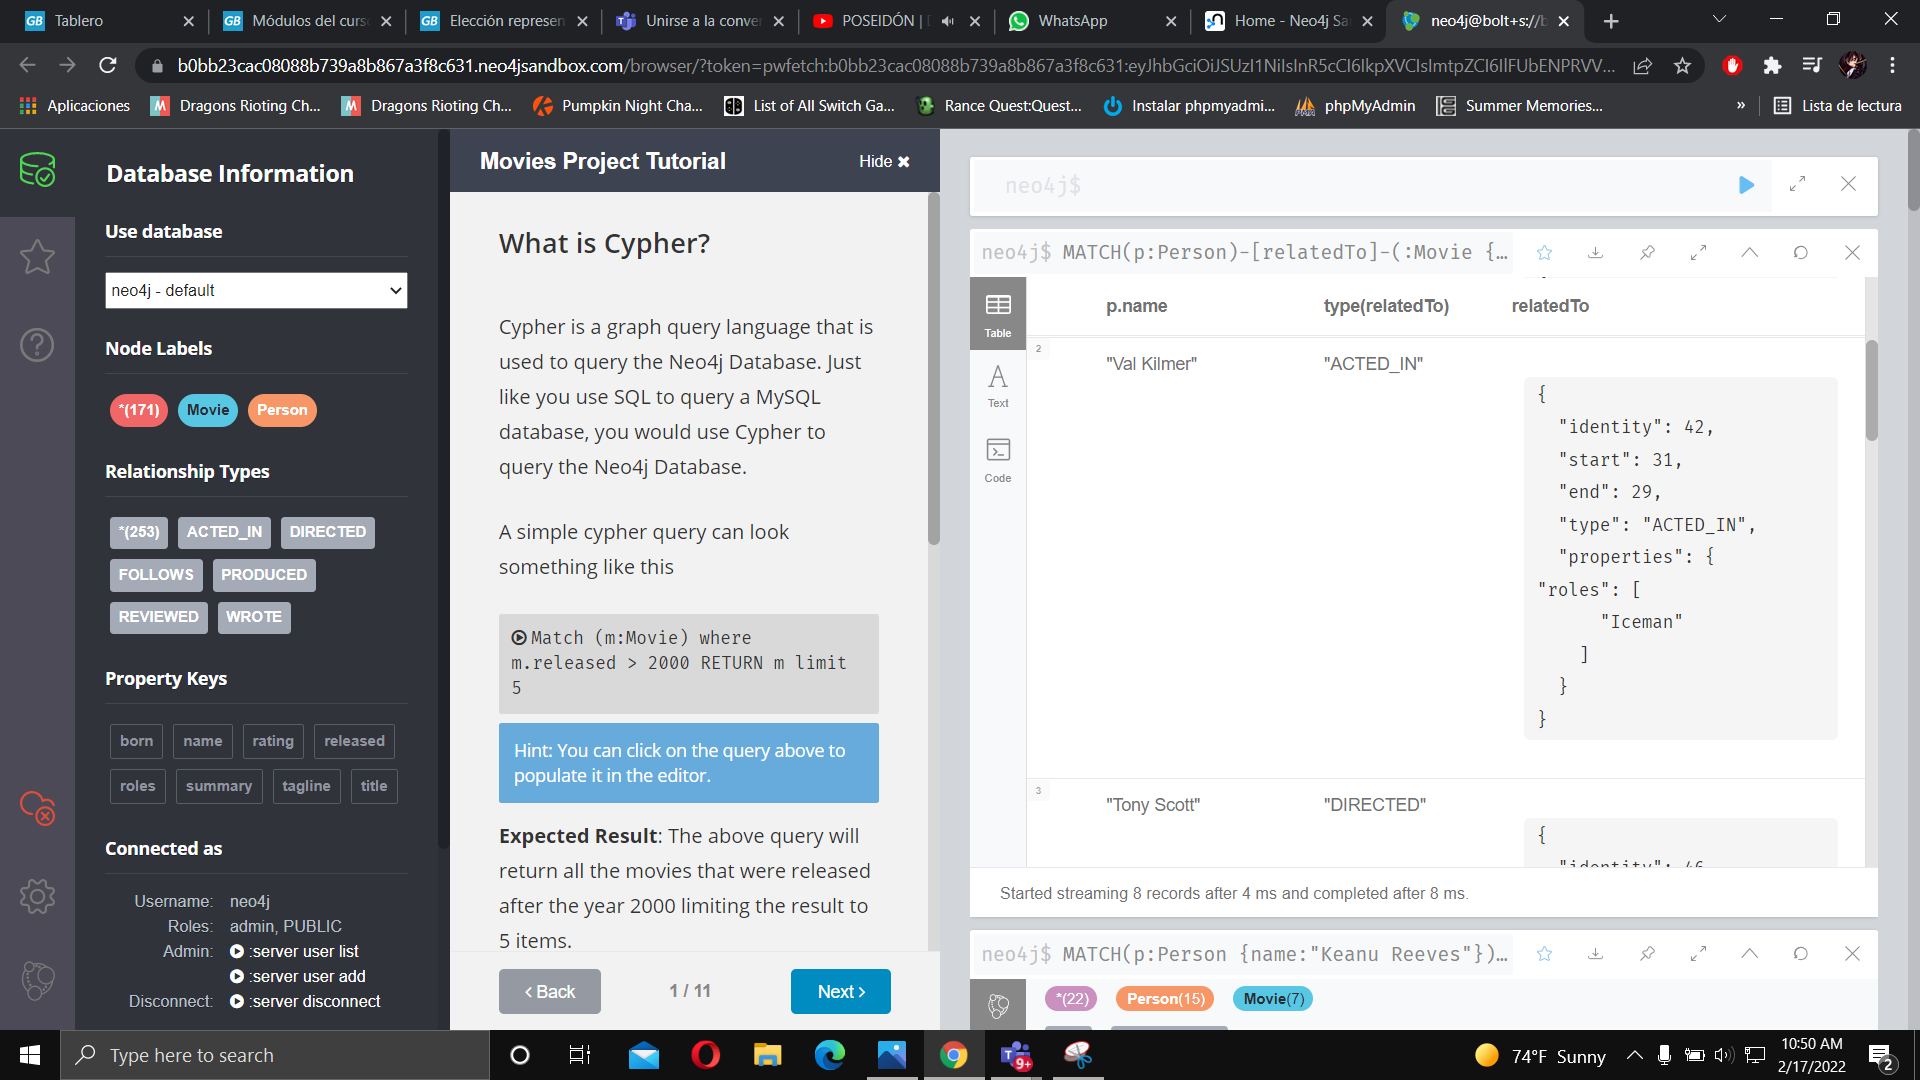 Tablero
Módulos del curs
Elección represen
Unirse a la conver
POSEIDÓN |
WhatsApp
Home - Neo4j Sa
neo4j@bolt+s://b
b0bb23cac08088b739a8b867a3f8c631.neo4jsandbox.com/browser/?token=pwfetch:b0bb23cac08088b739a8b867a3f8c631:eyJhbGciOiJSUzI1NiIsInR5cCI6IkpXVCIsImtpZCI6IlFUbENPRVV...
Aplicaciones
Dragons Rioting Ch...
Dragons Rioting Ch...
Pumpkin Night Cha...
List of All Switch Ga...
Rance Quest:Quest...
Instalar phpmyadmi...
phpMyAdmin
Summer Memories...
»
Lista de lectura
Database Information
Use database
neo4j - default
Node Labels
*(171) Movie Person
Relationship Types
*(253) ACTED_IN DIRECTED
FOLLOWS PRODUCED
REVIEWED WROTE
Property Keys
born name rating released
roles summary tagline title
Connected as
Username: neo4j
Roles: admin, PUBLIC
Admin: :server user list
:server user add
Disconnect: :server disconnect
Movies Project Tutorial
Hide ✖
What is Cypher?
Cypher is a graph query language that is
used to query the Neo4j Database. Just
like you use SQL to query a MySQL
database, you would use Cypher to
query the Neo4j Database.
A simple cypher query can look
something like this
Match (m:Movie) where
m.released > 2000 RETURN m limit
5
Hint: You can click on the query above to
populate it in the editor.
Expected Result: The above query will
return all the movies that were released
after the year 2000 limiting the result to
5 items.
‹ Back
1 / 11
Next ›
neo4j$
neo4j$ MATCH(p:Person)-[relatedTo]-(:Movie {…
Table
Text
Code
p.name type(relatedTo) relatedTo
2
"Val Kilmer" "ACTED_IN"
{
"identity": 42,
"start": 31,
"end": 29,
"type": "ACTED_IN",
"properties": {
"roles": [
"Iceman"
]
}
}
3
"Tony Scott" "DIRECTED"
{
"identity": 46
Started streaming 8 records after 4 ms and completed after 8 ms.
neo4j$ MATCH(p:Person {name:"Keanu Reeves"})…
*(22) Person(15) Movie(7)
Type here to search
9+
74°F Sunny
10:50 AM
2/17/2022
2